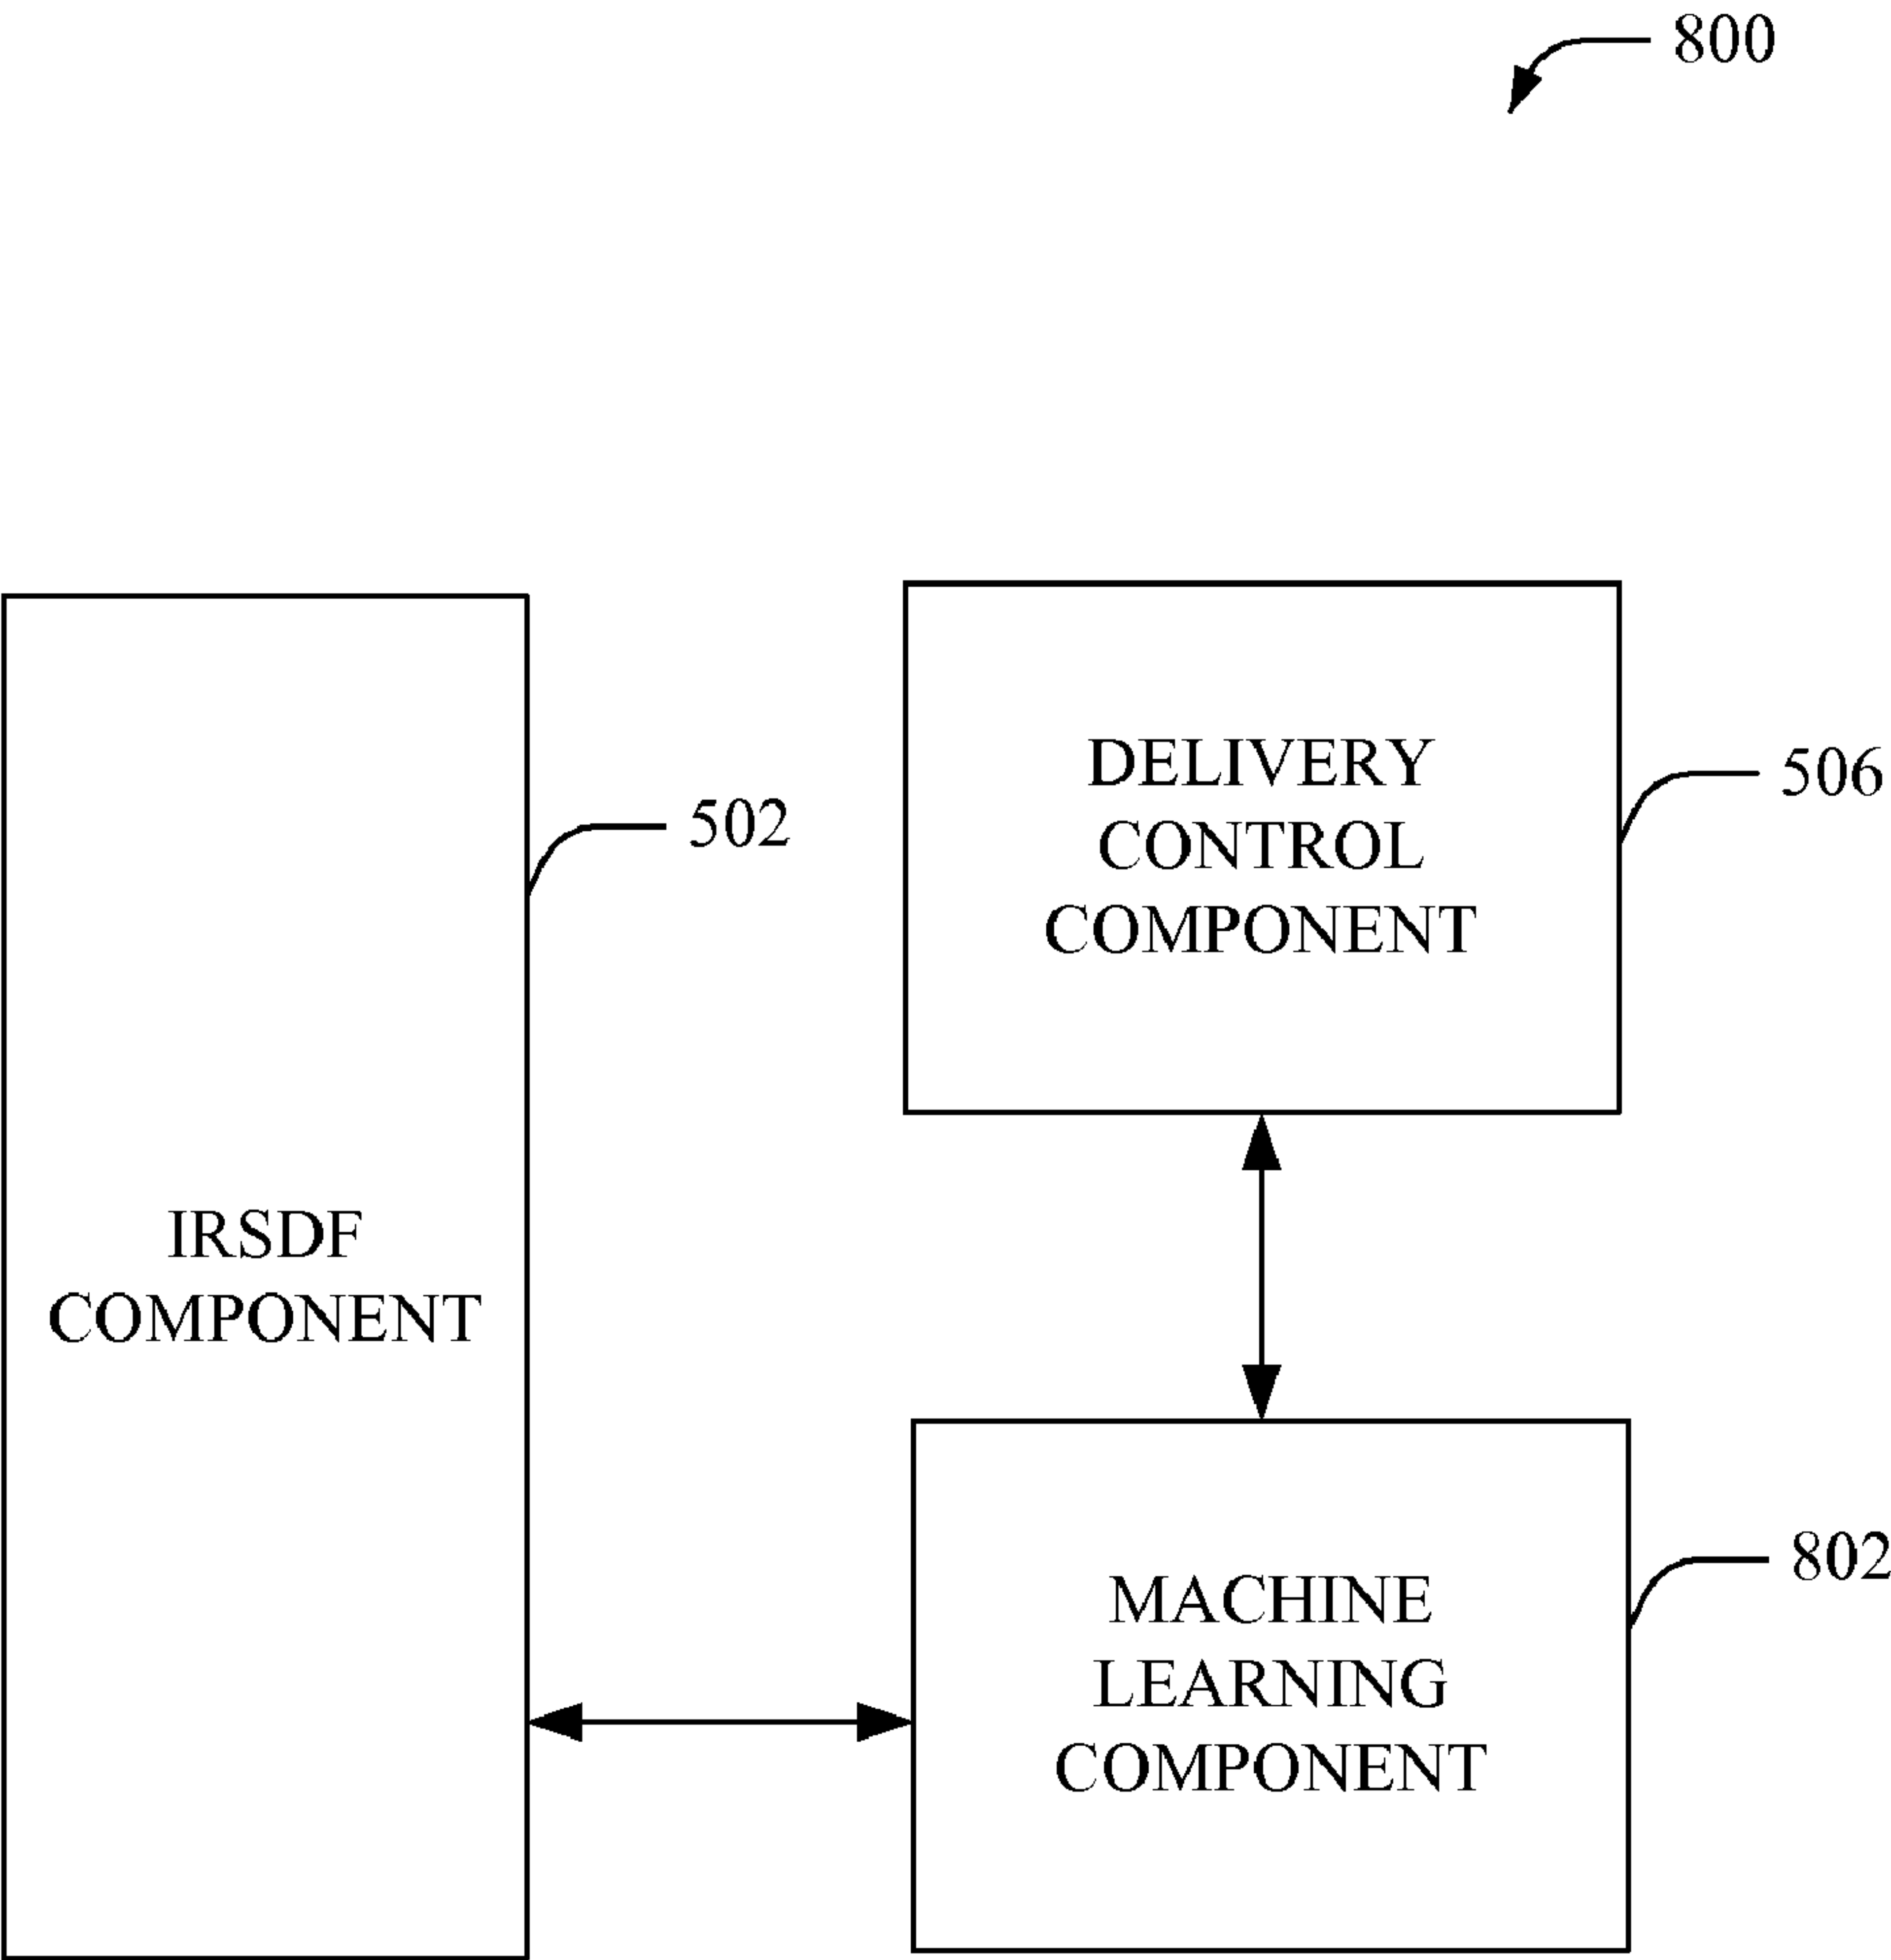 800
DELIVERY
CONTROL
COMPONENT
506
502
IRSDF
COMPONENT
MACHINE
LEARNING
COMPONENT
802